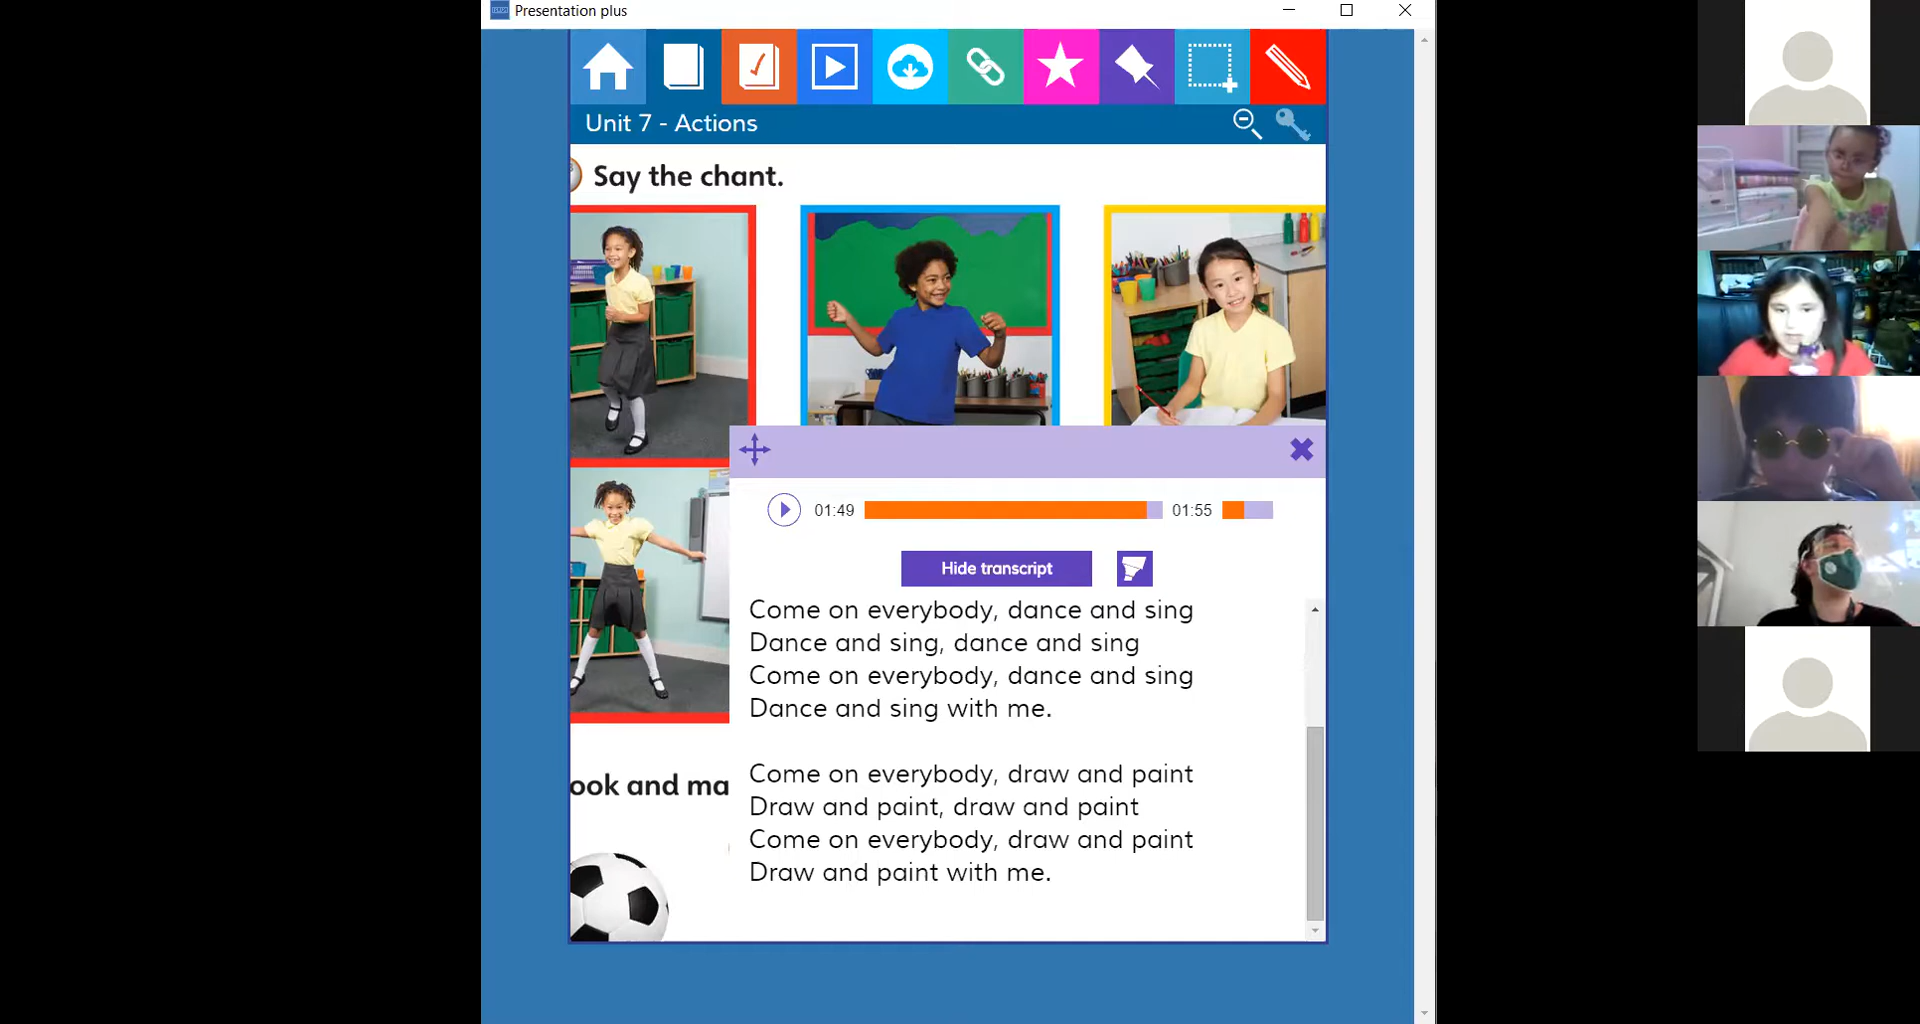 Presentation plus
Unit 7 - Actions
Say the chant.
01:49
01:55
Hide transcript
Come on everybody, dance and sing
Dance and sing, dance and sing
Come on everybody, dance and sing
Dance and sing with me.
Come on everybody, draw and paint
Draw and paint, draw and paint
Come on everybody, draw and paint
Draw and paint with me.
ook and ma